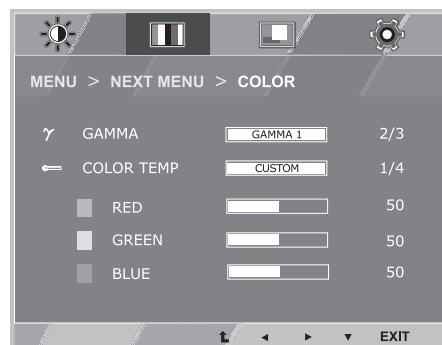 MENU > NEXT MENU > COLOR
γ GAMMA GAMMA 1 2/3
COLOR TEMP CUSTOM 1/4
RED 50
GREEN 50
BLUE 50
EXIT